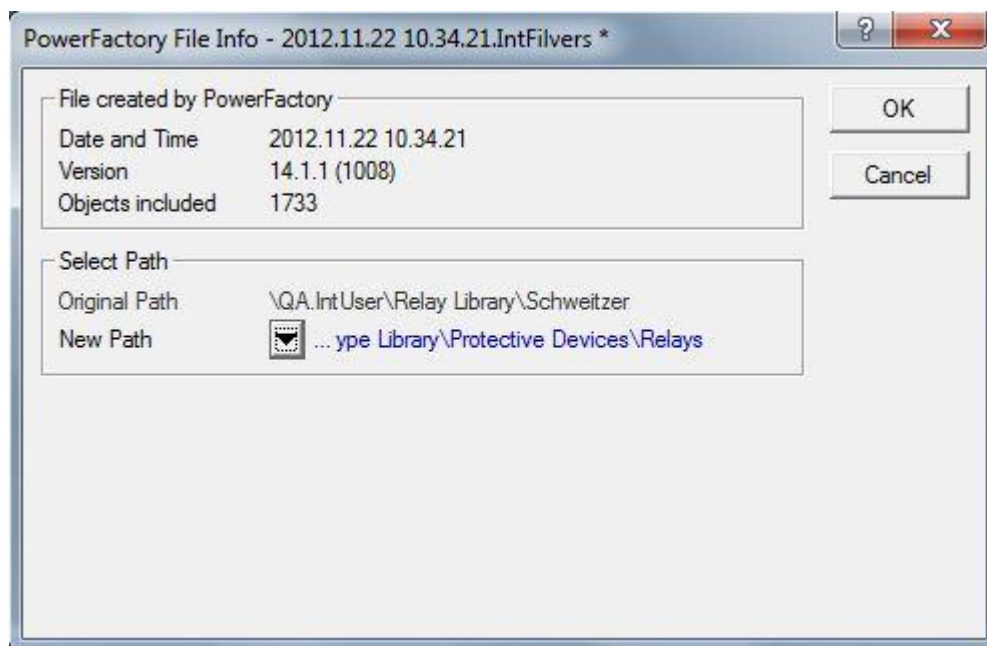 PowerFactory File Info - 2012.11.22 10.34.21.IntFilvers *
File created by PowerFactory
Date and Time 2012.11.22 10.34.21
Version 14.1.1 (1008)
Objects included 1733
OK
Cancel
Select Path
Original Path \QA.IntUser\Relay Library\Schweitzer
New Path ... ype Library\Protective Devices\Relays